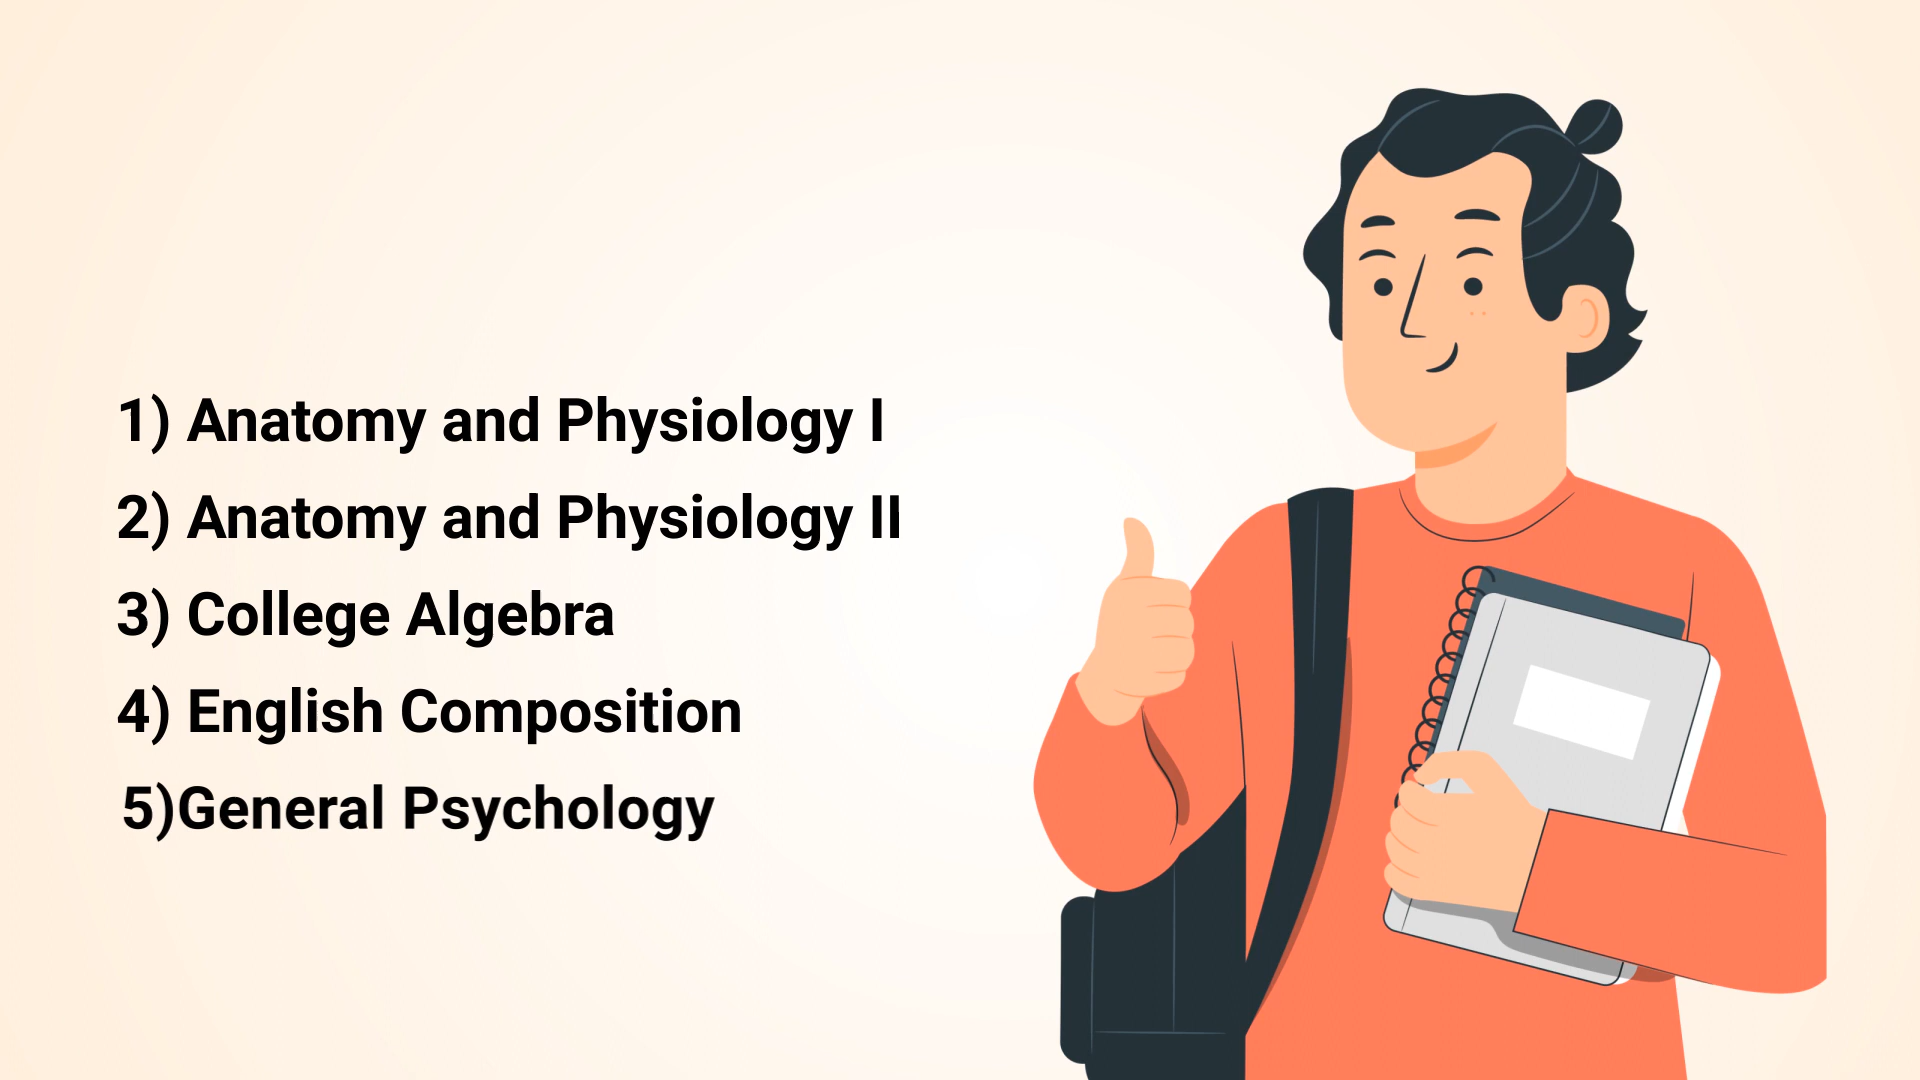 1) Anatomy and Physiology I
2) Anatomy and Physiology II
3) College Algebra
4) English Composition
5)General Psychology